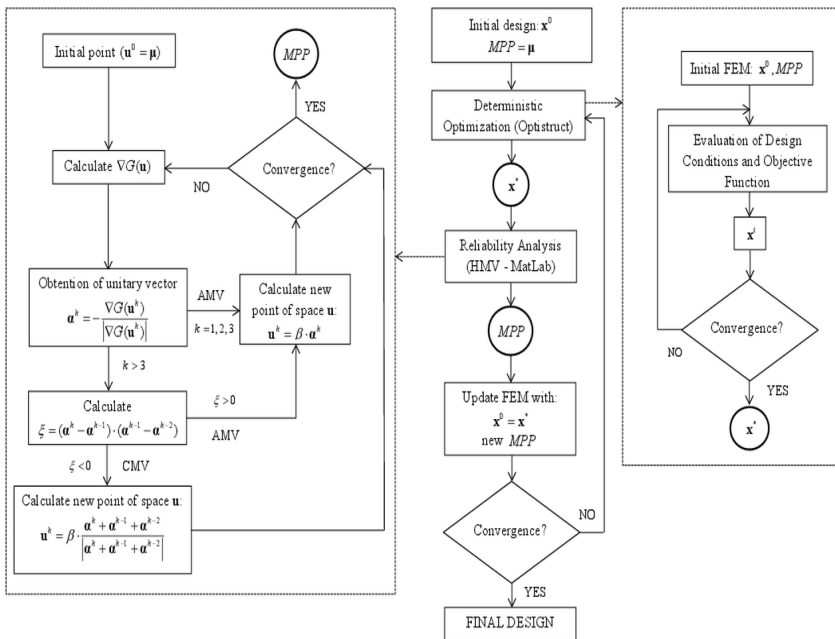 Initial point (u⁰ = μ)
MPP
YES
Calculate ∇G(u)
NO
Convergence?
Obtention of unitary vector
αᵏ = − ∇G(uᵏ) / |∇G(uᵏ)|
AMV
k = 1, 2, 3
Calculate new
point of space u:
uᵏ = β · αᵏ
k > 3
Calculate
ξ = (αᵏ − αᵏ⁻¹) · (αᵏ⁻¹ − αᵏ⁻²)
ξ > 0
AMV
ξ < 0
CMV
Calculate new point of space u:
uᵏ = β · (αᵏ + αᵏ⁻¹ + αᵏ⁻²) / |αᵏ + αᵏ⁻¹ + αᵏ⁻²|
Initial design: x⁰
MPP = μ
Deterministic
Optimization (Optistruct)
x*
Reliability Analysis
(HMV - MatLab)
MPP
Update FEM with:
x⁰ = x*
new MPP
Convergence?
NO
YES
FINAL DESIGN
Initial FEM: x⁰, MPP
Evaluation of Design
Conditions and Objective
Function
xⁱ
Convergence?
NO
YES
x*